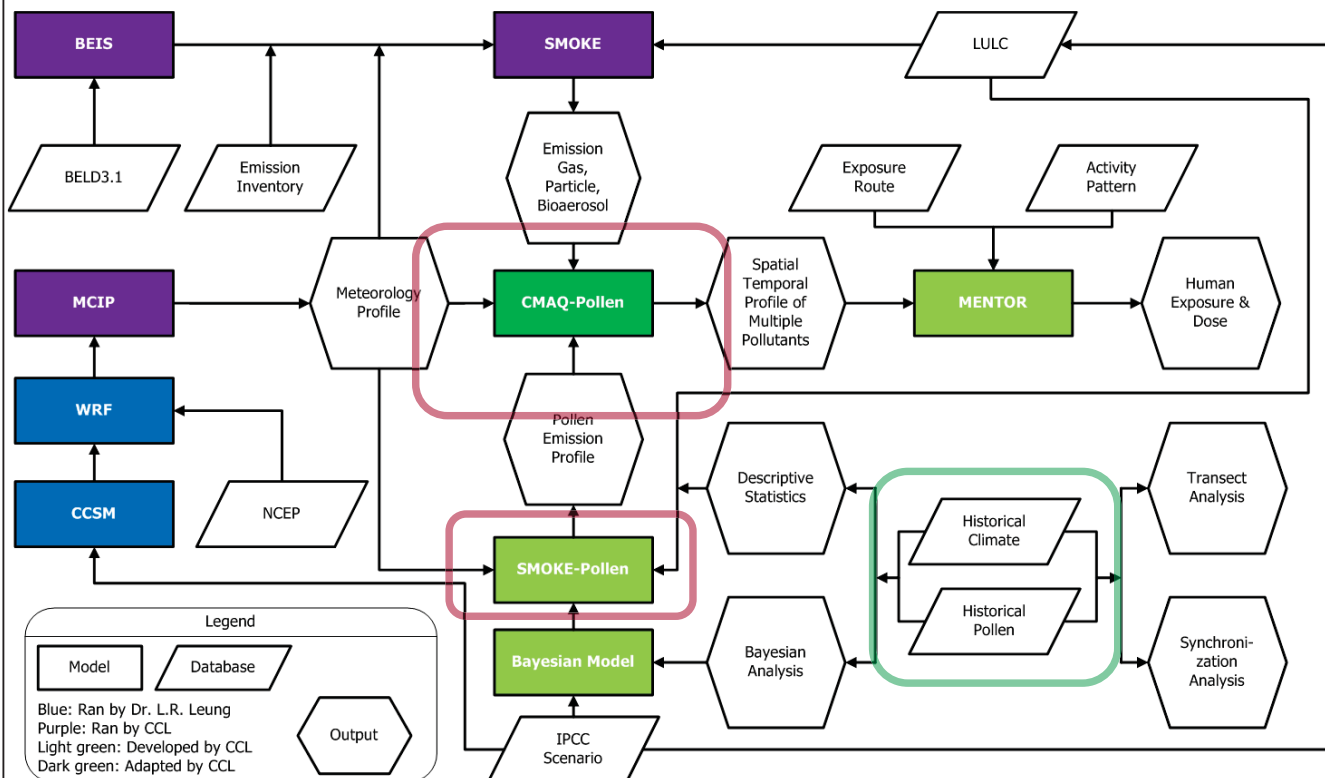 BEIS
SMOKE
LULC
BELD3.1
Emission
Inventory
Emission
Gas,
Particle,
Bioaerosol
Exposure
Route
Activity
Pattern
MCIP
Meteorology
Profile
CMAQ-Pollen
Spatial
Temporal
Profile of
Multiple
Pollutants
MENTOR
Human
Exposure &
Dose
WRF
Pollen
Emission
Profile
CCSM
NCEP
Descriptive
Statistics
Historical
Climate
Transect
Analysis
SMOKE-Pollen
Historical
Pollen
Bayesian Model
Bayesian
Analysis
Synchroni-
zation
Analysis
IPCC
Scenario
Legend
Model
Database
Blue: Ran by Dr. L.R. Leung
Purple: Ran by CCL
Light green: Developed by CCL
Dark green: Adapted by CCL
Output